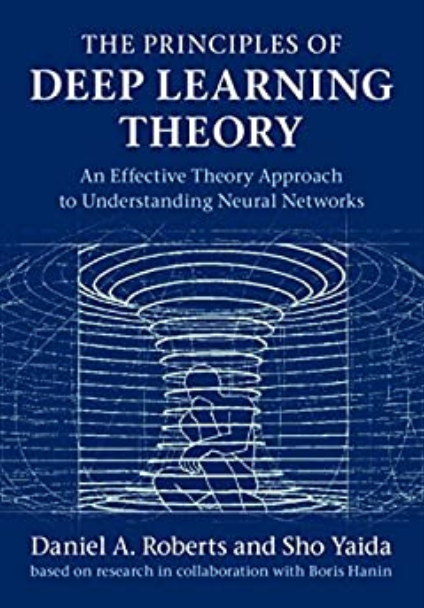 THE PRINCIPLES OF
DEEP LEARNING
THEORY
An Effective Theory Approach
to Understanding Neural Networks
Daniel A. Roberts and Sho Yaida
based on research in collaboration with Boris Hanin